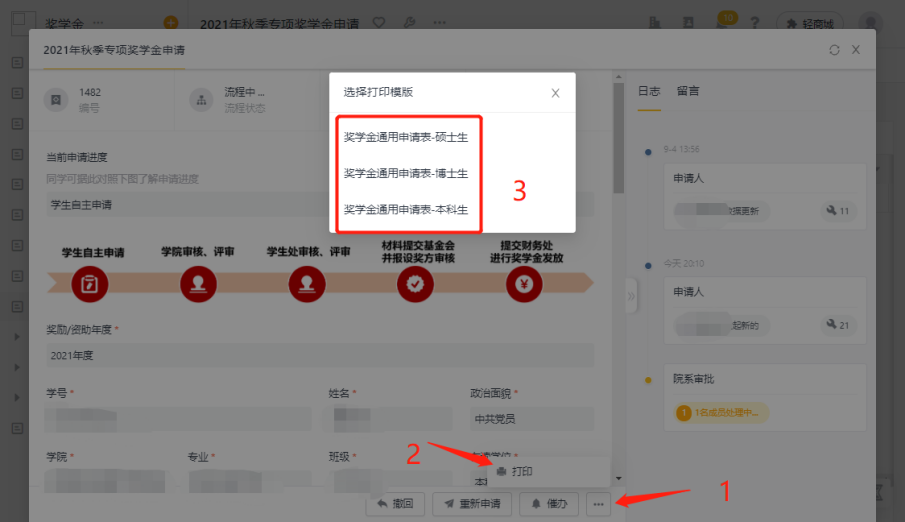 奖学金 ···
2021年秋季专项奖学金申请
···
10
?
轻商城
2021年秋季专项奖学金申请
X
1482
编号
流程中 ...
流程状态
选择打印模版
X
奖学金通用申请表-硕士生
奖学金通用申请表-博士生
奖学金通用申请表-本科生
3
日志 留言
当前申请进度
同学可据此对照下图了解申请进度
学生自主申请
学生自主申请
学院审核、评审
学生处审核、评审
材料提交基金会
并报设奖方审核
提交财务处
进行奖学金发放
¥
奖励/资助年度 *
2021年度
学号 *
姓名 *
政治面貌 *
中共党员
学院 *
专业 *
班级 *
2
打印
撤回
重新申请
催办
···
1
9-4 13:56
申请人
更新
11
今天 20:10
申请人
起新的
21
院系审批
1 1名成员处理中...